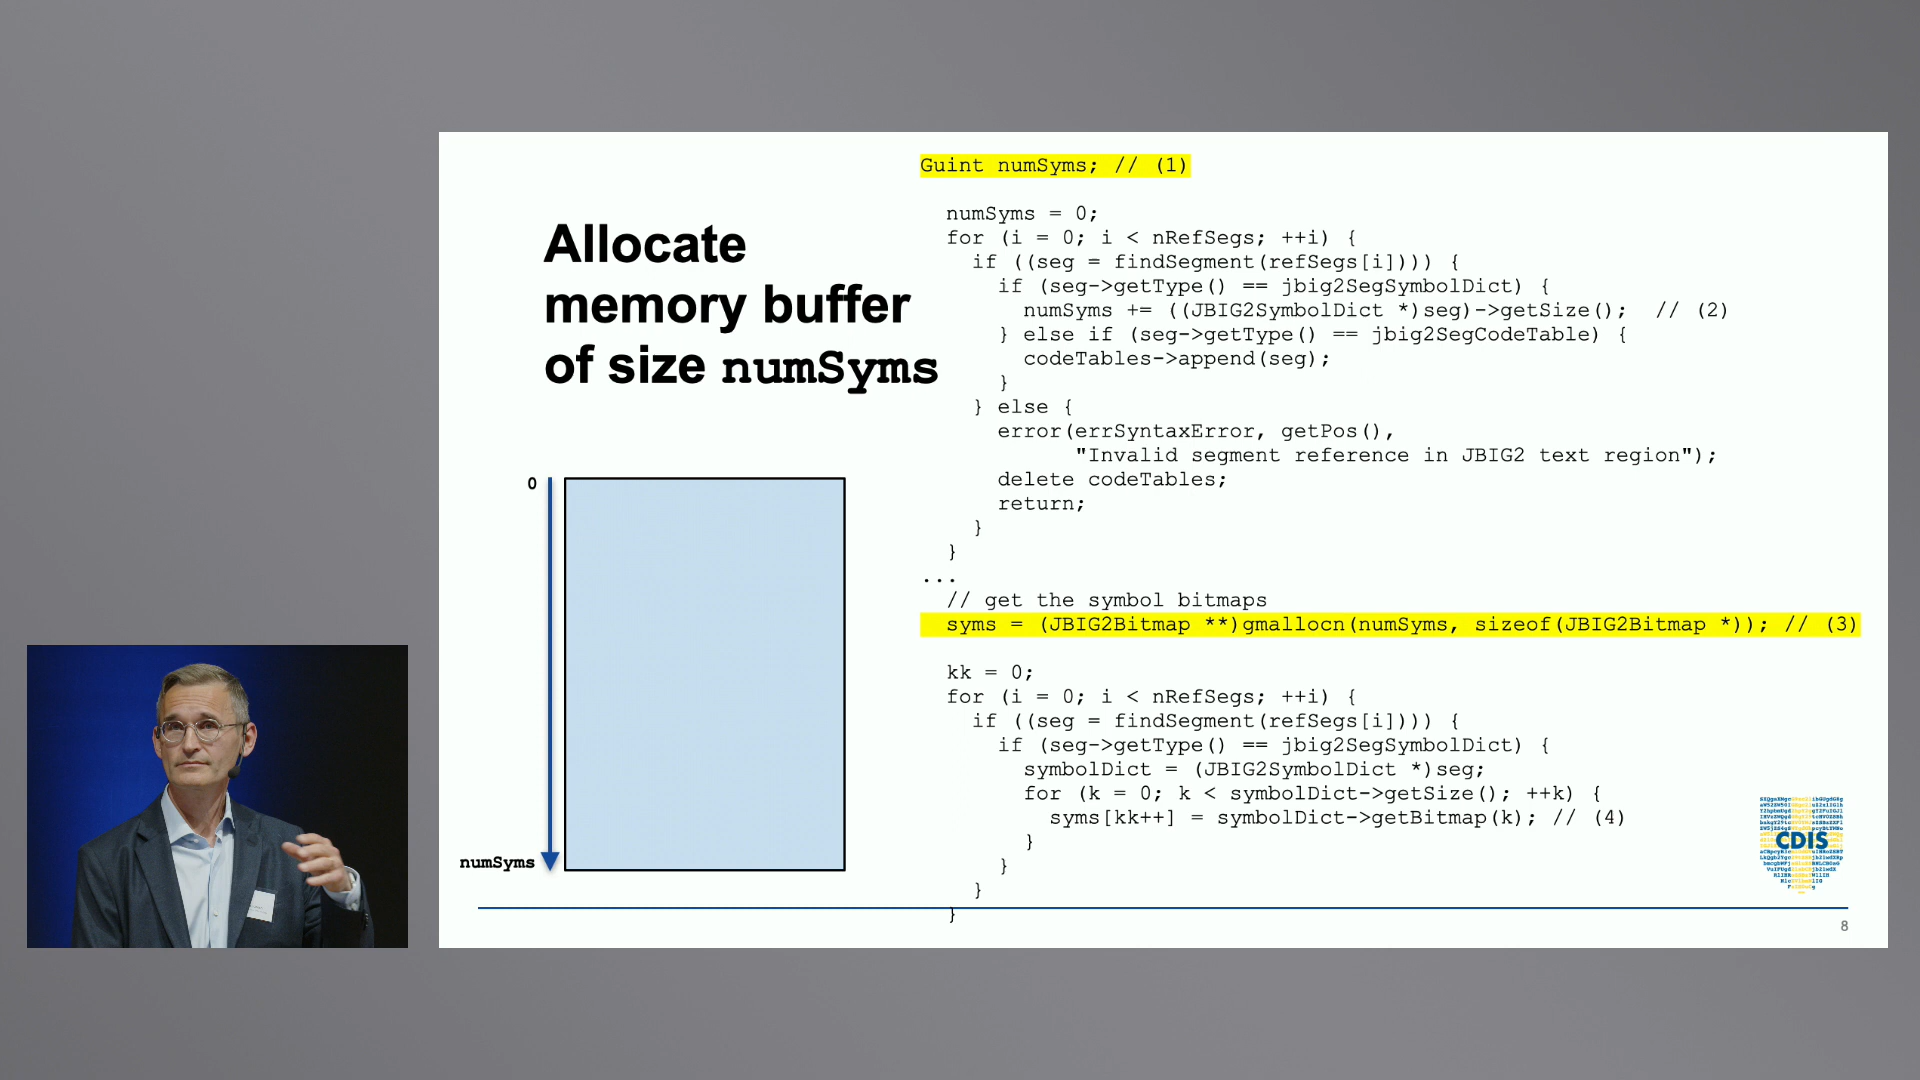 Allocate
memory buffer
of size numSyms
0
numSyms
Guint numSyms; // (1)
numSyms = 0;
for (i = 0; i < nRefSegs; ++i) {
if ((seg = findSegment(refSegs[i]))) {
if (seg->getType() == jbig2SegSymbolDict) {
numSyms += ((JBIG2SymbolDict *)seg)->getSize(); // (2)
} else if (seg->getType() == jbig2SegCodeTable) {
codeTables->append(seg);
}
} else {
error(errSyntaxError, getPos(),
"Invalid segment reference in JBIG2 text region");
delete codeTables;
return;
}
}
...
// get the symbol bitmaps
syms = (JBIG2Bitmap **)gmallocn(numSyms, sizeof(JBIG2Bitmap *)); // (3)
kk = 0;
for (i = 0; i < nRefSegs; ++i) {
if ((seg = findSegment(refSegs[i]))) {
if (seg->getType() == jbig2SegSymbolDict) {
symbolDict = (JBIG2SymbolDict *)seg;
for (k = 0; k < symbolDict->getSize(); ++k) {
syms[kk++] = symbolDict->getBitmap(k); // (4)
}
}
}
}
CDIS
8